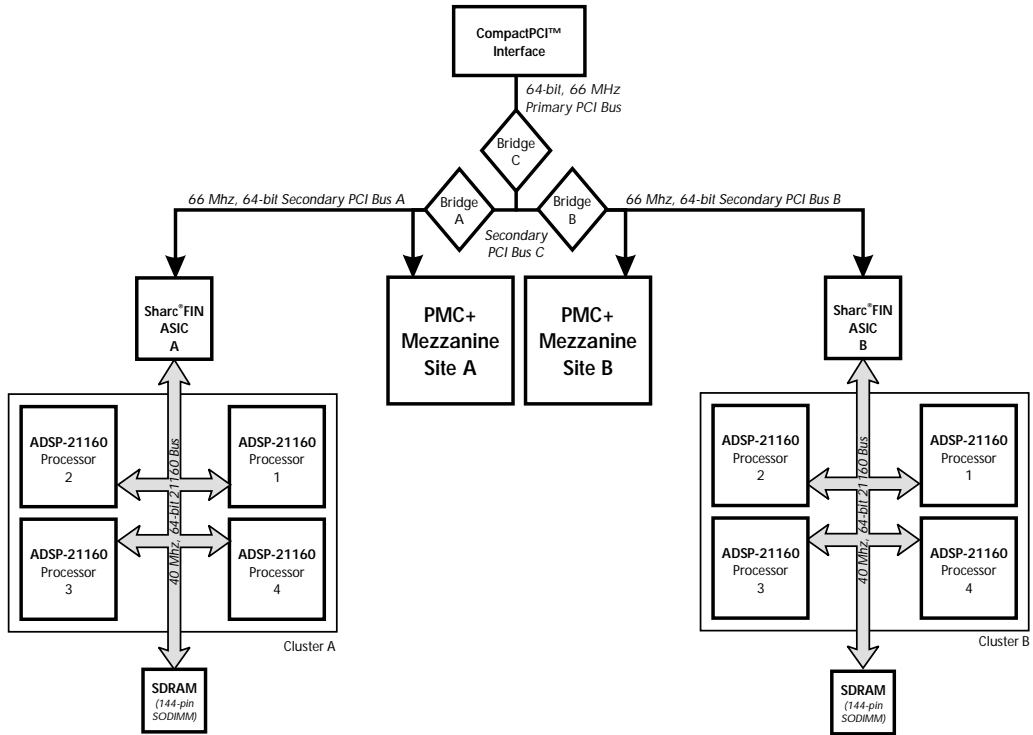 CompactPCI™
Interface
64-bit, 66 MHz
Primary PCI Bus
Bridge
C
66 Mhz, 64-bit Secondary PCI Bus A
Bridge
A
Bridge
B
66 Mhz, 64-bit Secondary PCI Bus B
Secondary
PCI Bus C
Sharc®FIN
ASIC
A
PMC+
Mezzanine
Site A
PMC+
Mezzanine
Site B
Sharc®FIN
ASIC
B
ADSP-21160
Processor
2
ADSP-21160
Processor
1
40 Mhz, 64-bit 21160 Bus
ADSP-21160
Processor
3
ADSP-21160
Processor
4
Cluster A
SDRAM
(144-pin
SODIMM)
ADSP-21160
Processor
2
ADSP-21160
Processor
1
40 Mhz, 64-bit 21160 Bus
ADSP-21160
Processor
3
ADSP-21160
Processor
4
Cluster B
SDRAM
(144-pin
SODIMM)